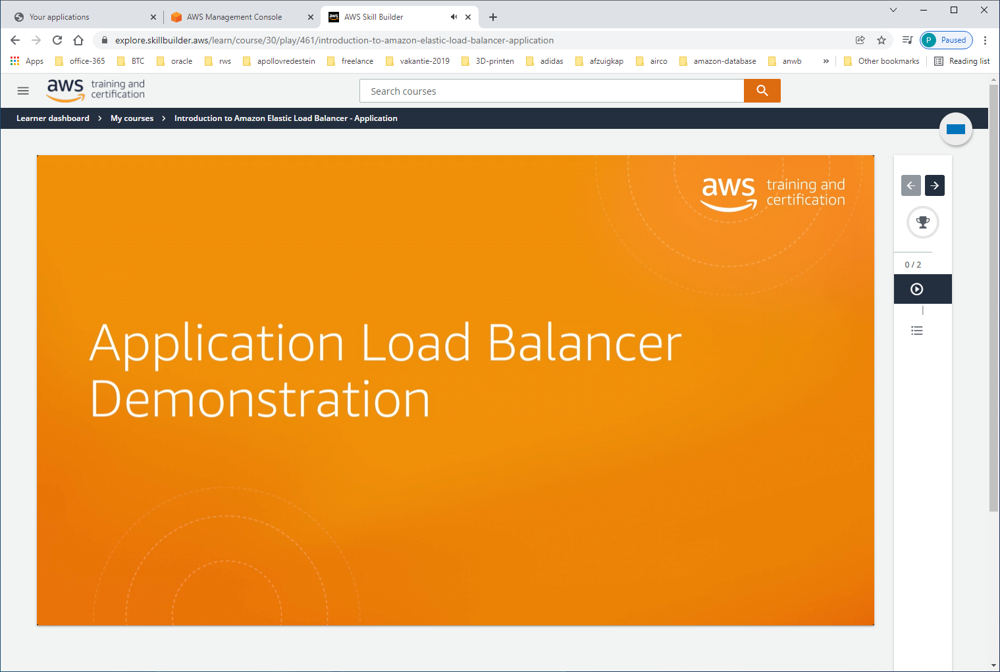 Your applications
AWS Management Console
aws
AWS Skill Builder
explore.skillbuilder.aws/learn/course/30/play/461/introduction-to-amazon-elastic-load-balancer-application
P
Paused
Apps
office-365
BTC
oracle
rws
apollovredestein
freelance
vakantie-2019
3D-printen
adidas
afzuigkap
airco
amazon-database
anwb
»
Other bookmarks
Reading list
aws training and
certification
Search courses
Learner dashboard > My courses > Introduction to Amazon Elastic Load Balancer - Application
aws training and
certification
0 / 2
Application Load Balancer
Demonstration